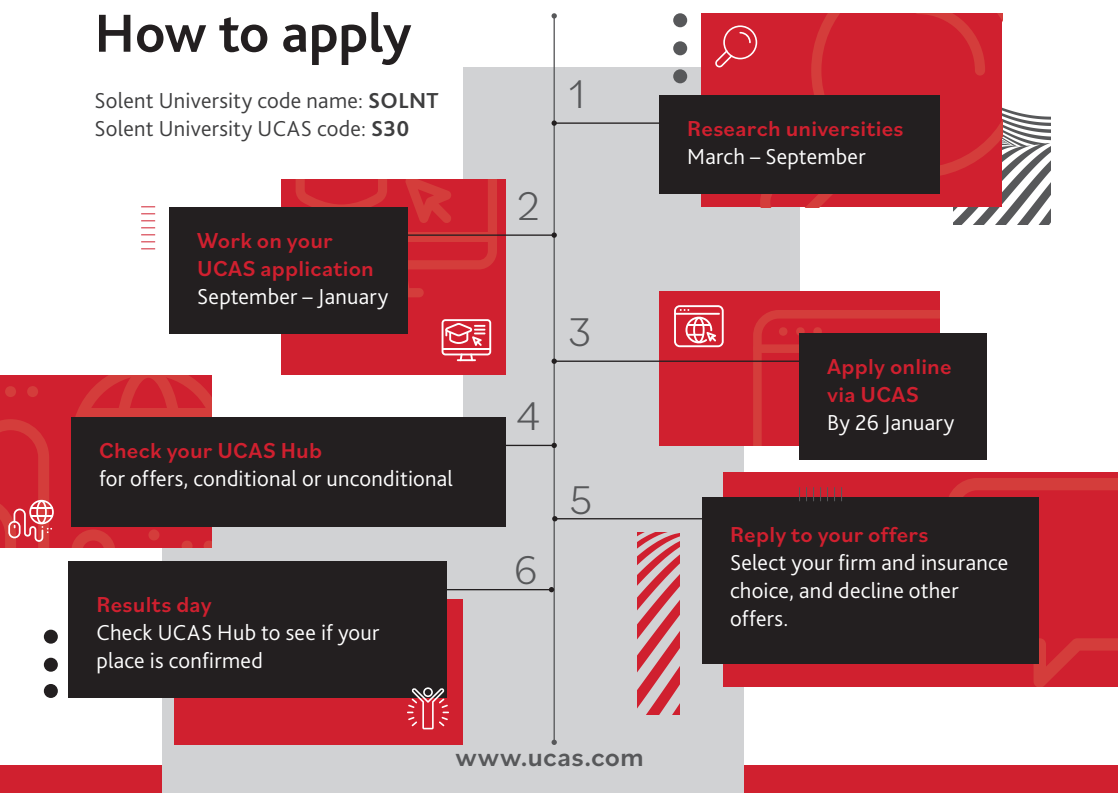 How to apply
Solent University code name: SOLNT
Solent University UCAS code: S30
1
Research universities
March – September
2
Work on your
UCAS application
September – January
3
Apply online
via UCAS
By 26 January
4
Check your UCAS Hub
for offers, conditional or unconditional
5
Reply to your offers
Select your firm and insurance
choice, and decline other
offers.
6
Results day
Check UCAS Hub to see if your
place is confirmed
www.ucas.com